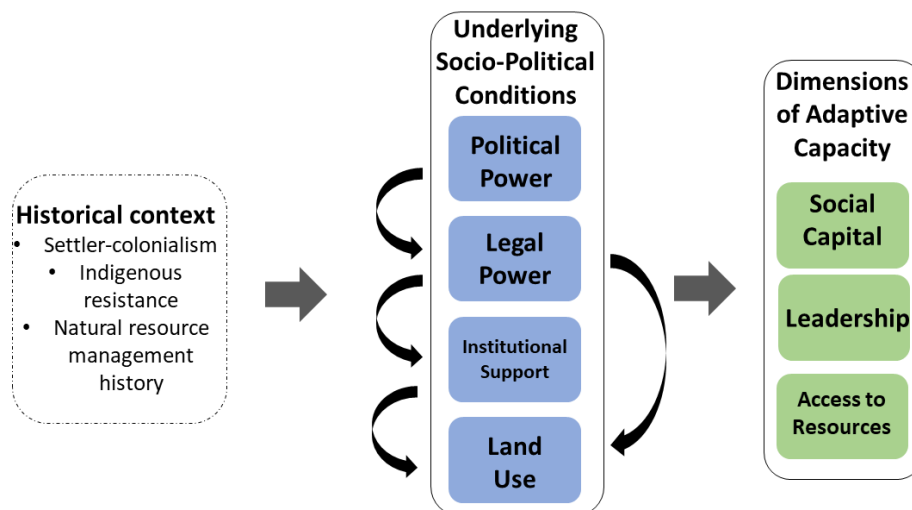 Historical context
• Settler-colonialism
• Indigenous
resistance
• Natural resource
management
history
Underlying
Socio-Political
Conditions
Political
Power
Legal
Power
Institutional
Support
Land
Use
Dimensions
of Adaptive
Capacity
Social
Capital
Leadership
Access to
Resources